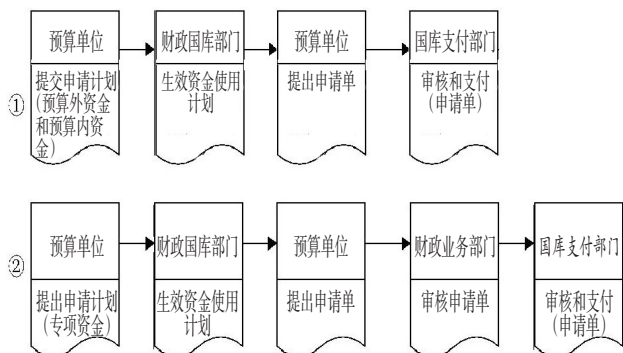 预算单位
财政国库部门
预算单位
国库支付部门
①
提交申请计划
(预算外资金
和预算内资
金)
生效资金使用
计划
提出申请单
审核和支付
(申请单)
预算单位
财政国库部门
预算单位
财政业务部门
国库支付部门
②
提出申请计划
(专项资金)
生效资金使用
计划
提出申请单
审核申请单
审核和支付
(申请单)